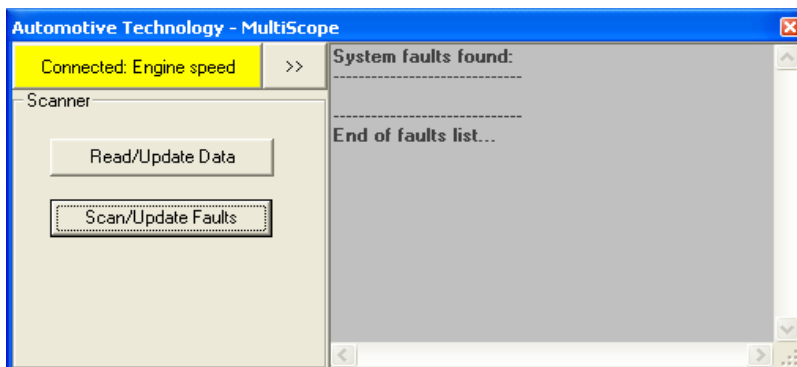 Automotive Technology - MultiScope
Connected: Engine speed >>
Scanner
Read/Update Data
Scan/Update Faults
System faults found:
------------------------------
------------------------------
End of faults list...